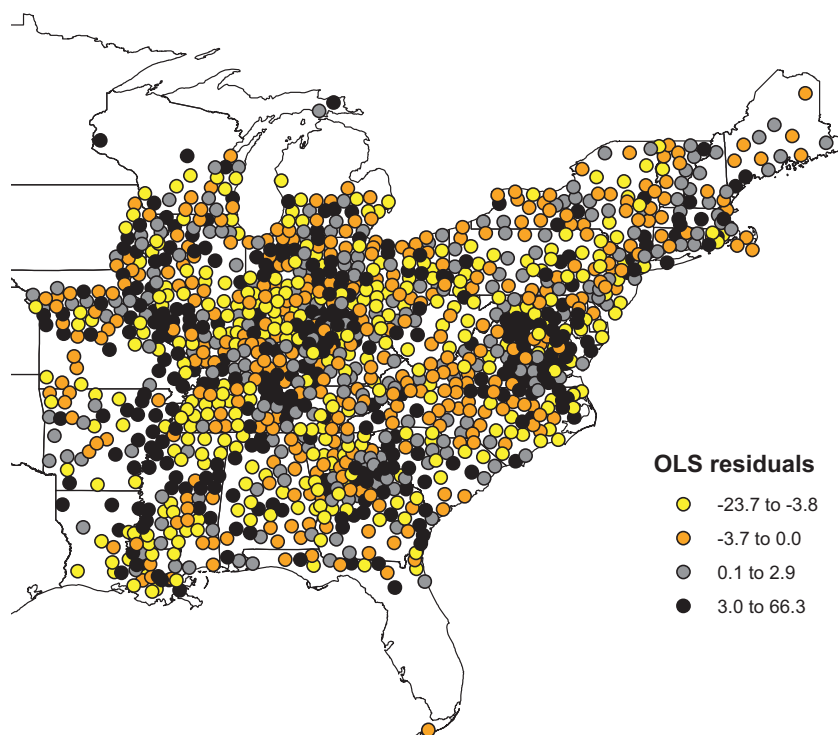 OLS residuals
-23.7 to -3.8
-3.7 to 0.0
0.1 to 2.9
3.0 to 66.3